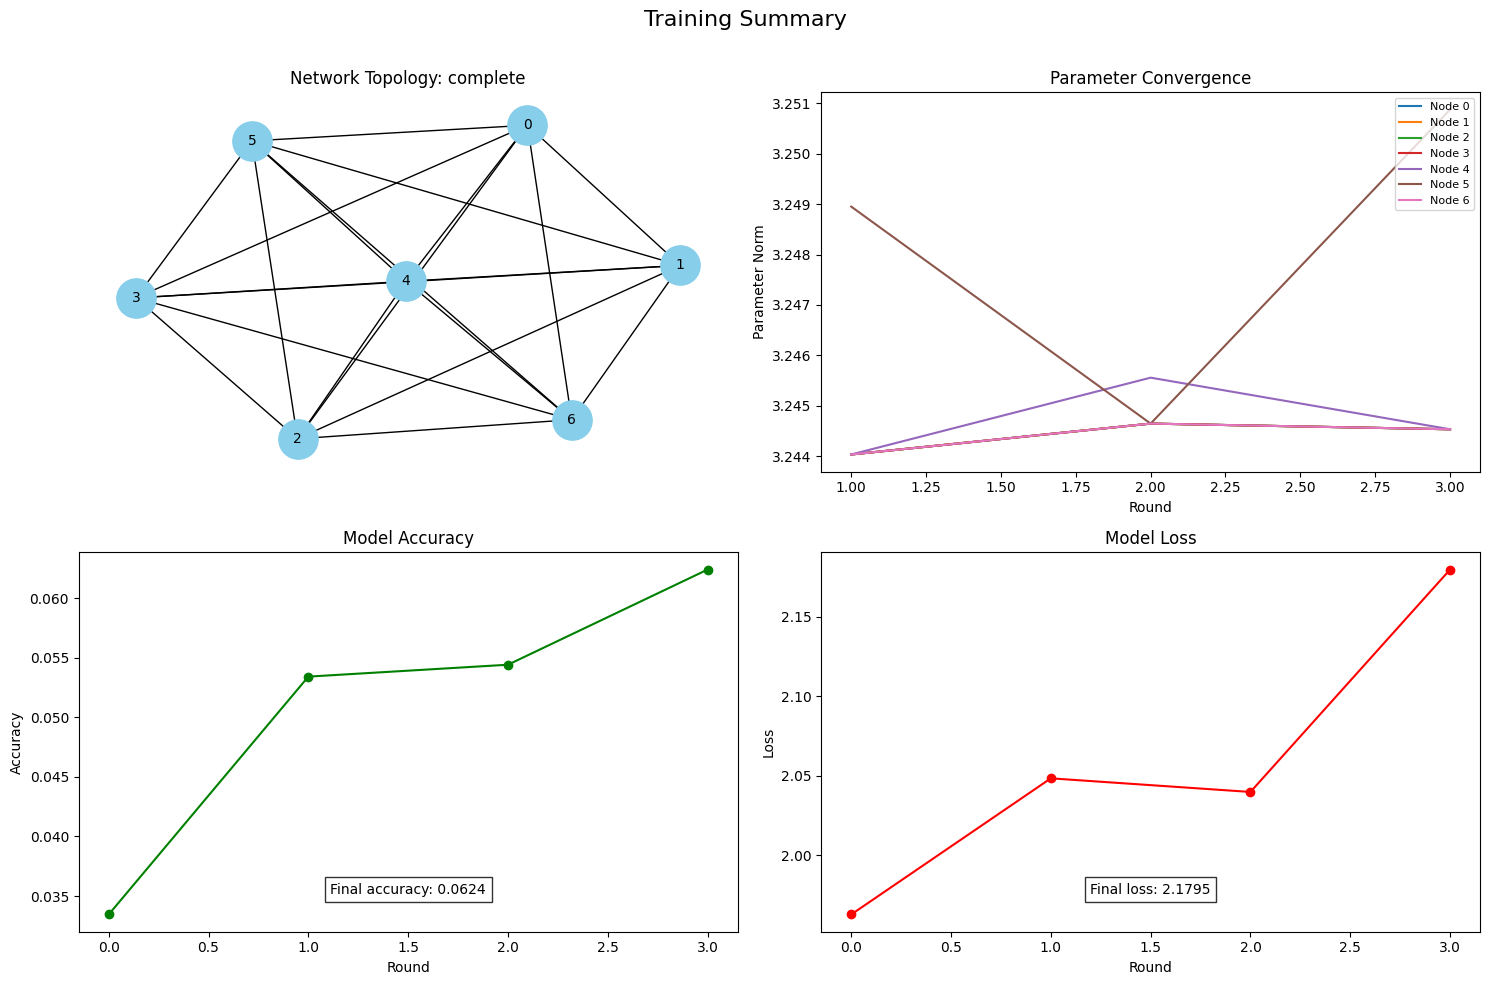 Training Summary
Network Topology: complete
5
0
1
4
3
6
2
Parameter Convergence
3.251
3.250
3.249
3.248
3.247
3.246
3.245
3.244
Parameter Norm
Node 0
Node 1
Node 2
Node 3
Node 4
Node 5
Node 6
1.00 1.25 1.50 1.75 2.00 2.25 2.50 2.75 3.00
Round
Model Accuracy
0.060
0.055
0.050
0.045
0.040
0.035
Accuracy
Final accuracy: 0.0624
0.0 0.5 1.0 1.5 2.0 2.5 3.0
Round
Model Loss
2.15
2.10
2.05
2.00
Loss
Final loss: 2.1795
0.0 0.5 1.0 1.5 2.0 2.5 3.0
Round